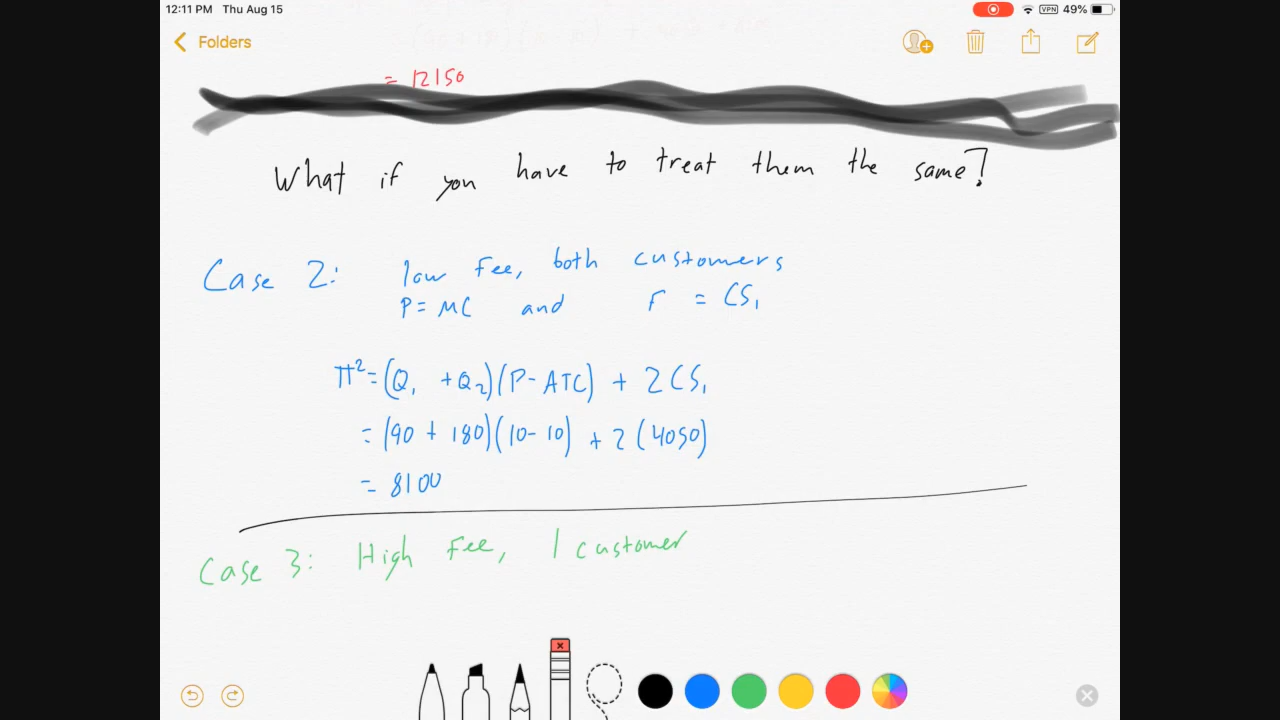 12:11 PM Thu Aug 15
VPN 49%
Folders
= 12150
What if you have to treat them the same?
Case 2: low fee, both customers
P = MC and F = CS₁
π² = (Q₁ + Q₂)(P - ATC) + 2CS₁
= (90 + 180)(10 - 10) + 2(4050)
= 8100
Case 3: High Fee, 1 customer